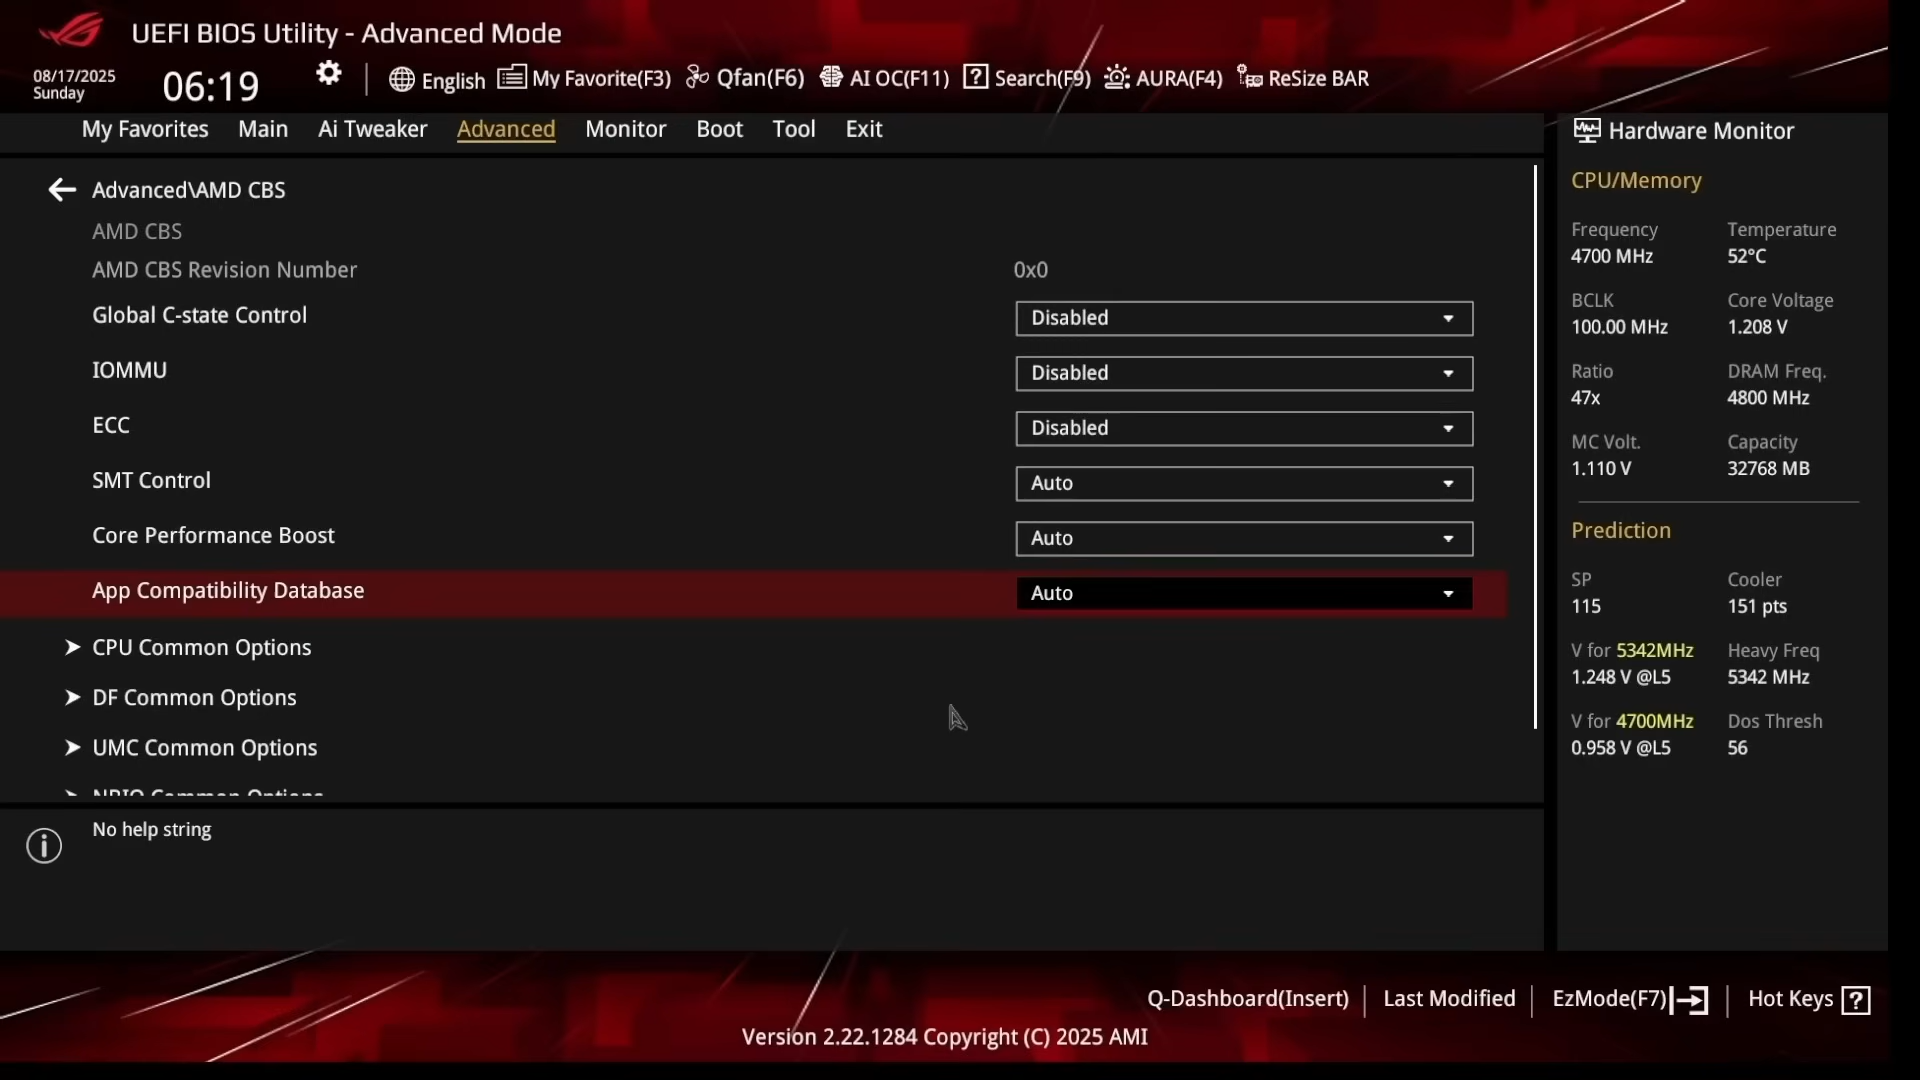 UEFI BIOS Utility - Advanced Mode
08/17/2025
Sunday
06:19
English
My Favorite(F3)
Qfan(F6)
AI OC(F11)
Search(F9)
AURA(F4)
ReSize BAR
My Favorites
Main
Ai Tweaker
Advanced
Monitor
Boot
Tool
Exit
Advanced\AMD CBS
AMD CBS
AMD CBS Revision Number 0x0
Global C-state Control Disabled
IOMMU Disabled
ECC Disabled
SMT Control Auto
Core Performance Boost Auto
App Compatibility Database Auto
CPU Common Options
DF Common Options
UMC Common Options
NBIO Common Options
No help string
Hardware Monitor
CPU/Memory
Frequency Temperature
4700 MHz 52°C
BCLK Core Voltage
100.00 MHz 1.208 V
Ratio DRAM Freq.
47x 4800 MHz
MC Volt. Capacity
1.110 V 32768 MB
Prediction
SP Cooler
115 151 pts
V for 5342MHz Heavy Freq
1.248 V @L5 5342 MHz
V for 4700MHz Dos Thresh
0.958 V @L5 56
Q-Dashboard(Insert)
Last Modified
EzMode(F7)
Hot Keys ?
Version 2.22.1284 Copyright (C) 2025 AMI